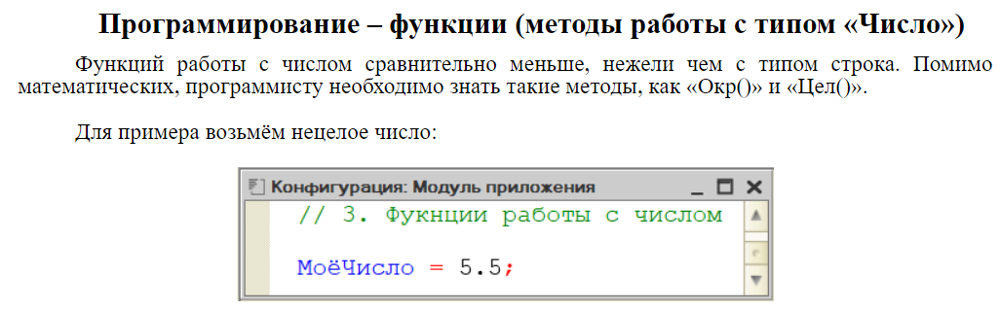 Программирование – функции (методы работы с типом «Число»)
Функций работы с числом сравнительно меньше, нежели чем с типом строка. Помимо
математических, программисту необходимо знать такие методы, как «Окр()» и «Цел()».
Для примера возьмём нецелое число:
Конфигурация: Модуль приложения
// 3. Фукнции работы с числом
МоёЧисло = 5.5;